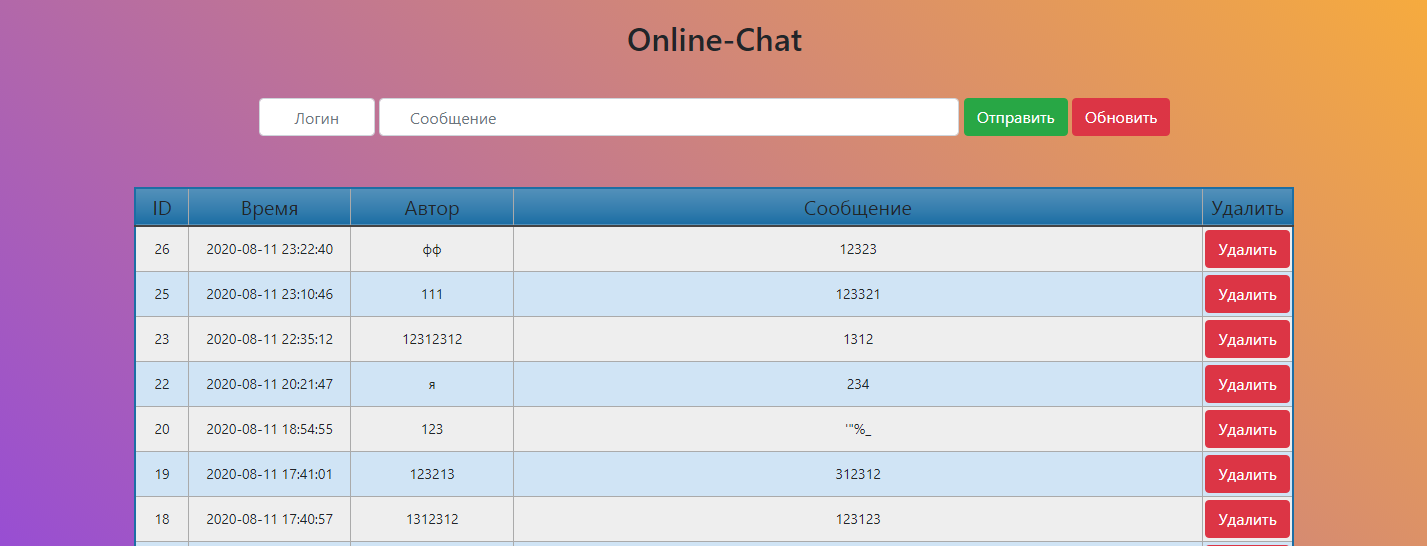 Online-Chat
Логин Сообщение Отправить Обновить
ID Время Автор Сообщение Удалить
26 2020-08-11 23:22:40 фф 12323 Удалить
25 2020-08-11 23:10:46 111 123321 Удалить
23 2020-08-11 22:35:12 12312312 1312 Удалить
22 2020-08-11 20:21:47 я 234 Удалить
20 2020-08-11 18:54:55 123 '"%_ Удалить
19 2020-08-11 17:41:01 123213 312312 Удалить
18 2020-08-11 17:40:57 1312312 123123 Удалить